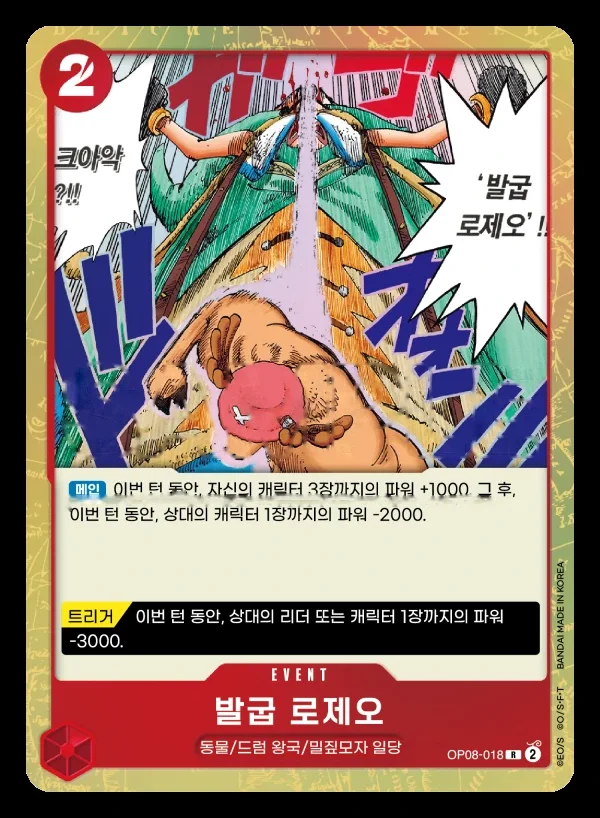 2
크아악
?!!
‘발굽
로제오’!!
메인 이번 턴 동안, 자신의 캐릭터 3장까지의 파워 +1000. 그 후,
이번 턴 동안, 상대의 캐릭터 1장까지의 파워 -2000.
트리거 이번 턴 동안, 상대의 리더 또는 캐릭터 1장까지의 파워
-3000.
EVENT
발굽 로제오
동물/드럼 왕국/밀짚모자 일당
OP08-018 R 2
©E.O/S ©O/S·F·T BANDAI MADE IN KOREA